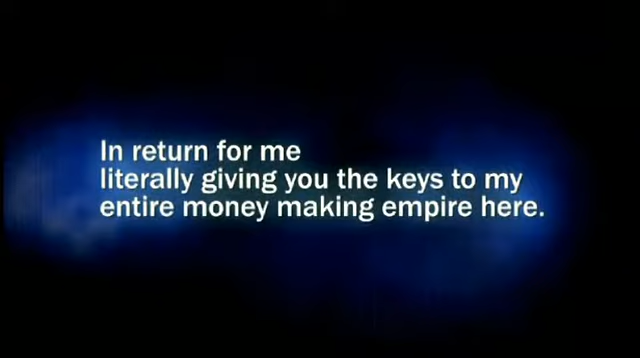 In return for me
literally giving you the keys to my
entire money making empire here.